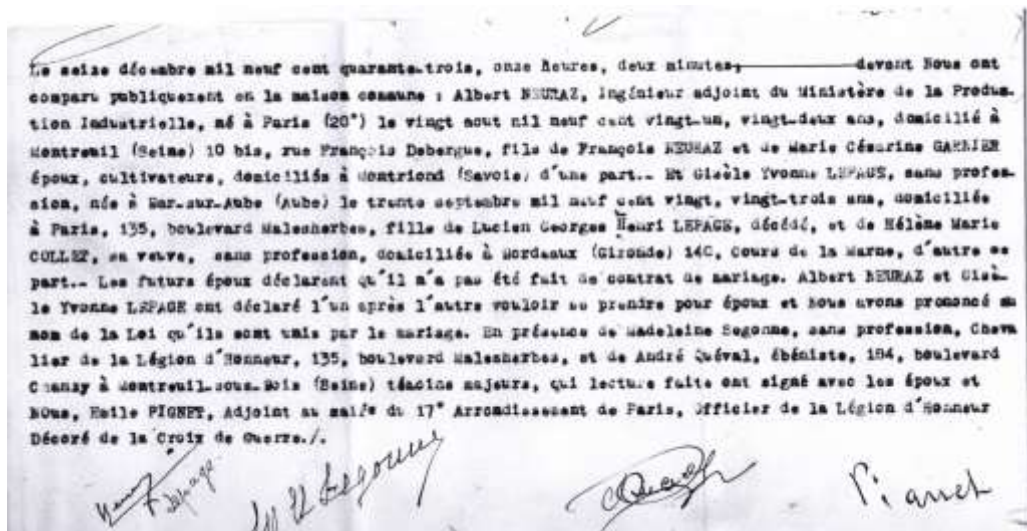 Le seize décembre mil neuf cent quarante-trois, onze heures, deux minutes, devant Nous ont
comparu publiquement en la maison commune : Albert NEURAZ, Ingénieur adjoint du Ministère de la Produc-
tion Industrielle, né à Paris (20°) le vingt aout mil neuf cent vingt-un, vingt-deux ans, domicilié à
Montreuil (Seine) 10 bis, rue François Debergue, fils de François NEURAZ et de Marie Césarine GARNIER
époux, cultivateurs, domiciliés à Montriond (Savoie) d'une part.- Et Gisèle Yvonne LEPAGE, sans profes-
sion, née à Bar-sur-Aube (Aube) le trente septembre mil neuf cent vingt, vingt-trois ans, domiciliée
à Paris, 135, boulevard Malesherbes, fille de Lucien Georges Henri LEPAGE, décédé, et de Hélène Marie
COLLET, sa veuve, sans profession, domiciliée à Bordeaux (Gironde) 140, Cours de la Marne, d'autre
part.- Les futurs époux déclarent qu'il n'a pas été fait de contrat de mariage. Albert NEURAZ et Gisè-
le Yvonne LEPAGE ont déclaré l'un après l'autre vouloir se prendre pour époux et Nous avons prononcé au
nom de la Loi qu'ils sont unis par le mariage. En présence de Madeleine Segonne, sans profession, Cheva
lier de la Légion d'Honneur, 135, boulevard Malesherbes, et de André Quéval, ébéniste, 184, boulevard
Chanzy à Montreuil-sous-Bois (Seine) témoins majeurs, qui lecture faite ont signé avec les époux et
Nous, Emile PIGNET, Adjoint au maire du 17° Arrondissement de Paris, Officier de la Légion d'Honneur
Décoré de la Croix de Guerre./.
Lepage Segonne Pignet